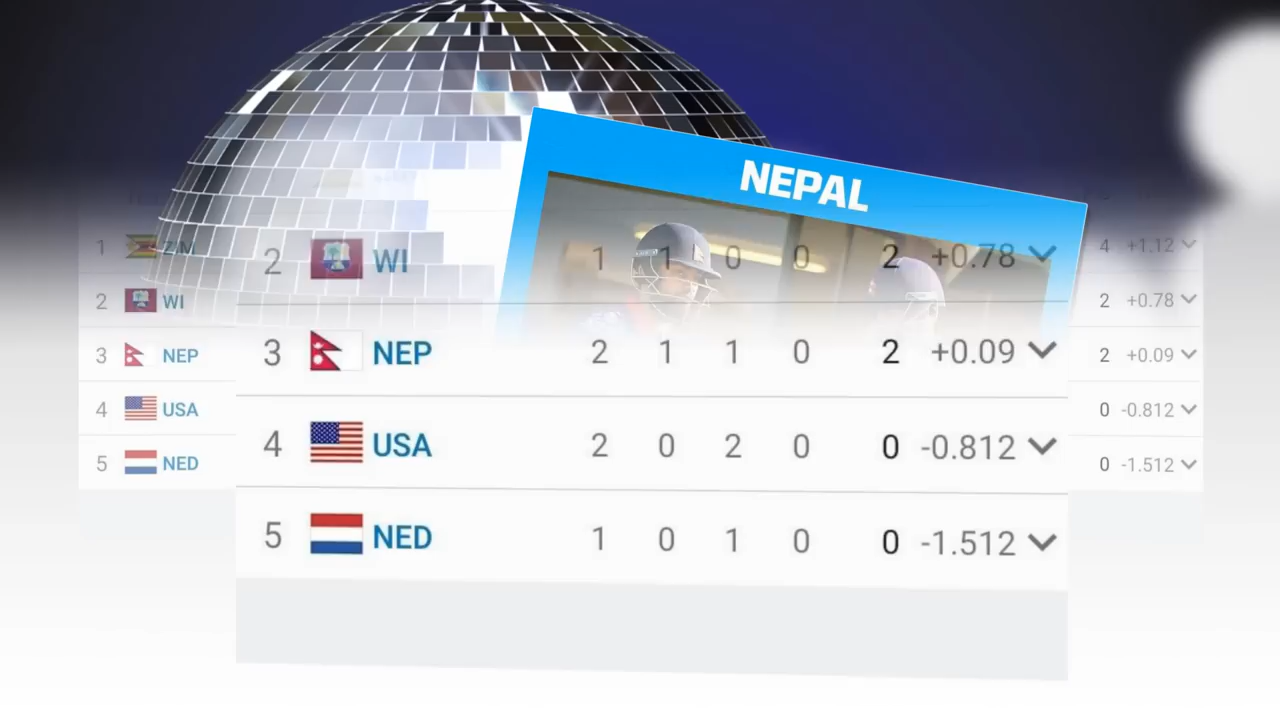 NEPAL
1 ZIM 4 +1.12
2 WI 2 +0.78
3 NEP 2 +0.09
4 USA 0 -0.812
5 NED 0 -1.512
2 WI 1 1 0 0 2 +0.78
3 NEP 2 1 1 0 2 +0.09
4 USA 2 0 2 0 0 -0.812
5 NED 1 0 1 0 0 -1.512